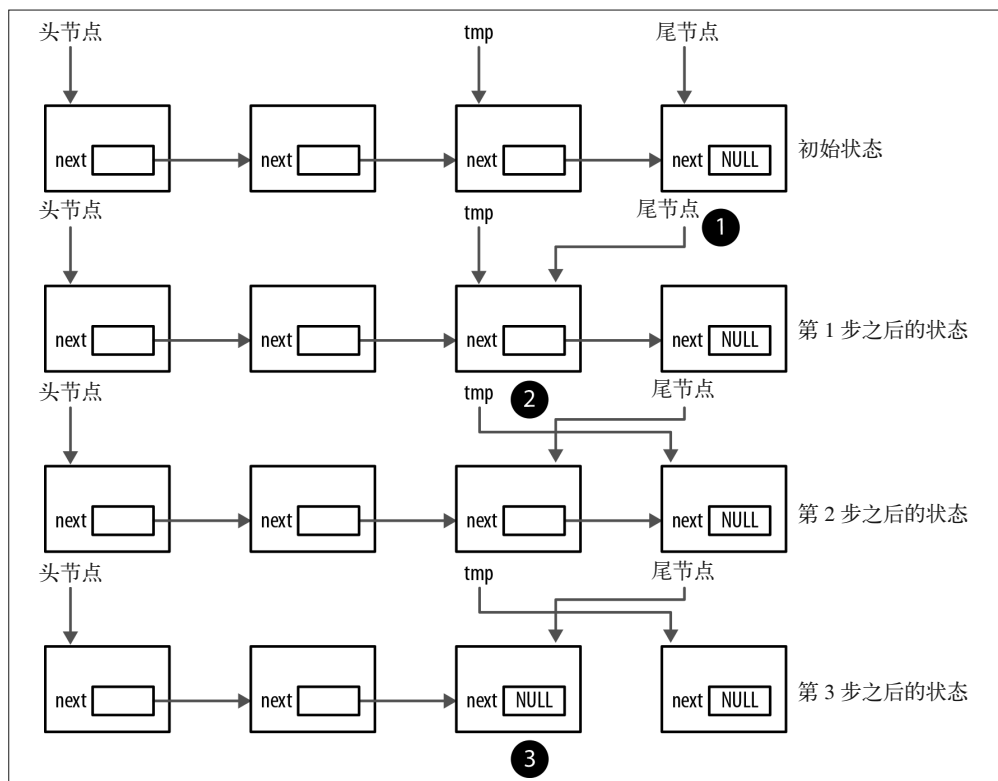 头节点 tmp 尾节点
next next next next NULL 初始状态
头节点 tmp 尾节点 1
next next next next NULL 第 1 步之后的状态
2
头节点 tmp 尾节点
next next next next NULL 第 2 步之后的状态
头节点 tmp 尾节点
next next next NULL next NULL 第 3 步之后的状态
3